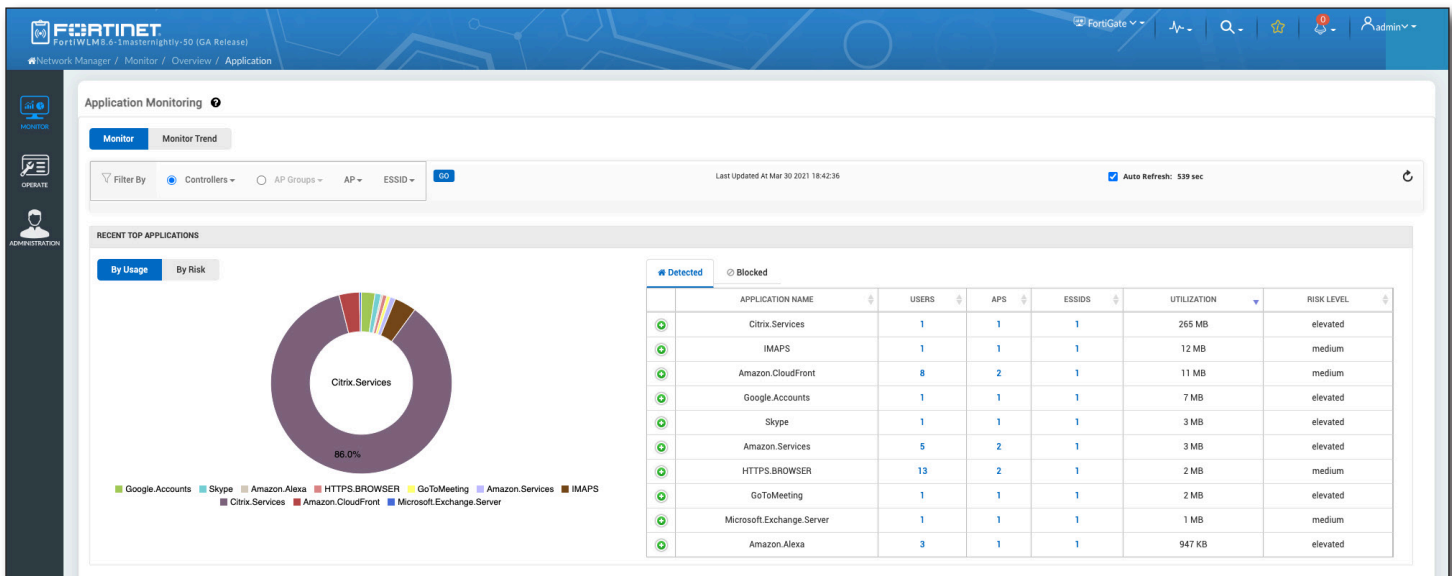 FORTINET
FortiWLM8.6-1masternightly-50 (GA Release)
FortiGate
0
admin
Network Manager / Monitor / Overview / Application
MONITOR
OPERATE
ADMINISTRATION
Application Monitoring ?
Monitor Monitor Trend
Filter By Controllers AP Groups AP ESSID GO Last Updated At Mar 30 2021 18:42:36 Auto Refresh: 539 sec
RECENT TOP APPLICATIONS
By Usage By Risk
Citrix.Services
86.0%
Google.Accounts Skype Amazon.Alexa HTTPS.BROWSER GoToMeeting Amazon.Services IMAPS
Citrix.Services Amazon.CloudFront Microsoft.Exchange.Server
Detected Blocked
APPLICATION NAME USERS APS ESSIDS UTILIZATION RISK LEVEL
Citrix.Services 1 1 1 265 MB elevated
IMAPS 1 1 1 12 MB medium
Amazon.CloudFront 8 2 1 11 MB medium
Google.Accounts 1 1 1 7 MB elevated
Skype 1 1 1 3 MB elevated
Amazon.Services 5 2 1 3 MB elevated
HTTPS.BROWSER 13 2 1 2 MB medium
GoToMeeting 1 1 1 2 MB elevated
Microsoft.Exchange.Server 1 1 1 1 MB medium
Amazon.Alexa 3 1 1 947 KB elevated